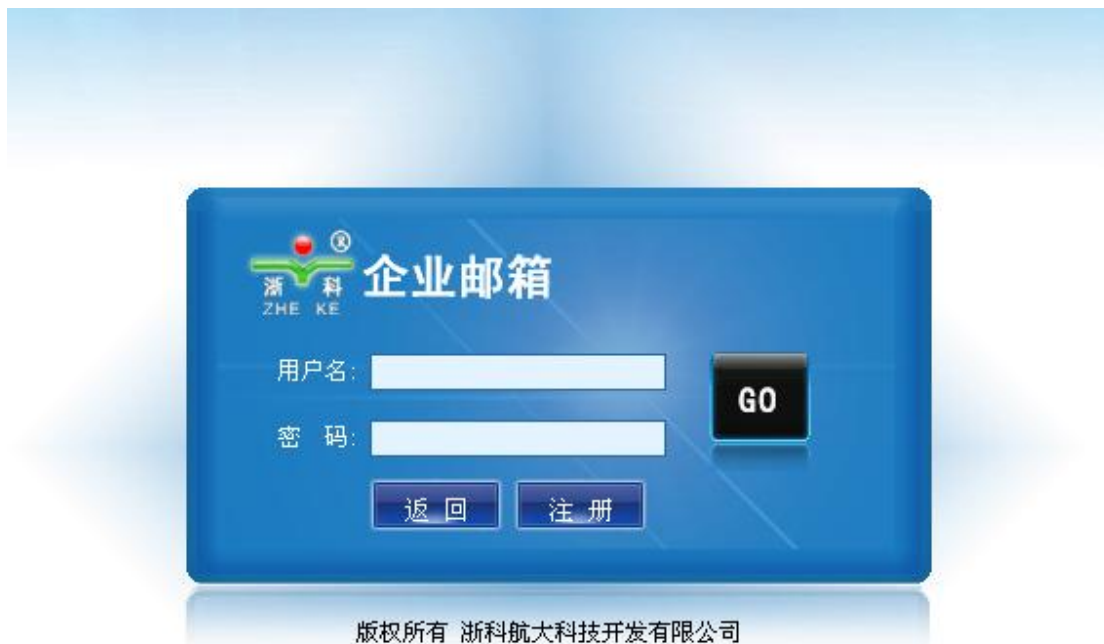 ®
浙 科
ZHE KE
企业邮箱
用户名:
GO
密 码:
返 回
注 册
版权所有 浙科航大科技开发有限公司